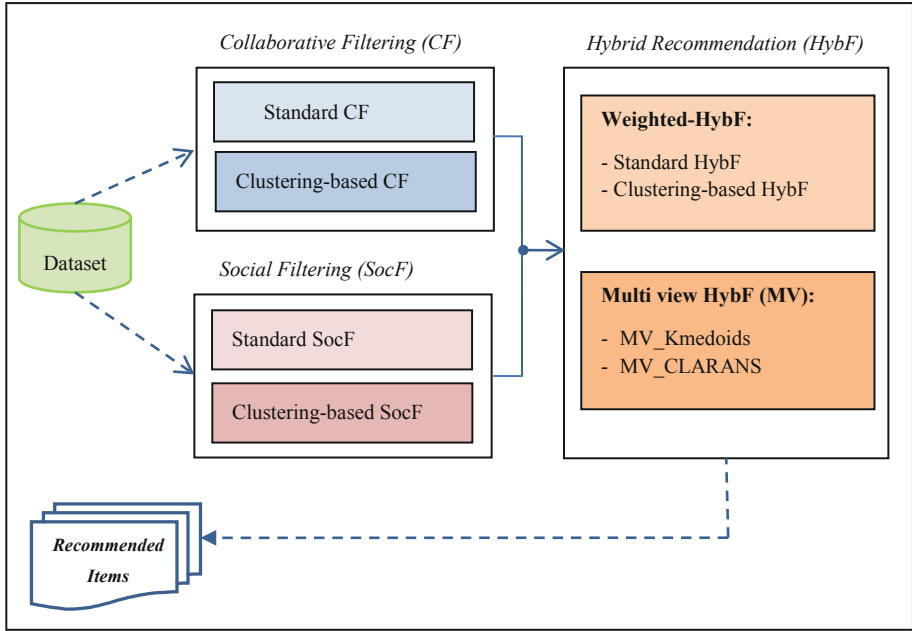 Collaborative Filtering (CF)
Standard CF
Clustering-based CF
Dataset
Social Filtering (SocF)
Standard SocF
Clustering-based SocF
Hybrid Recommendation (HybF)
Weighted-HybF:
- Standard HybF
- Clustering-based HybF
Multi view HybF (MV):
- MV_Kmedoids
- MV_CLARANS
Recommended
Items